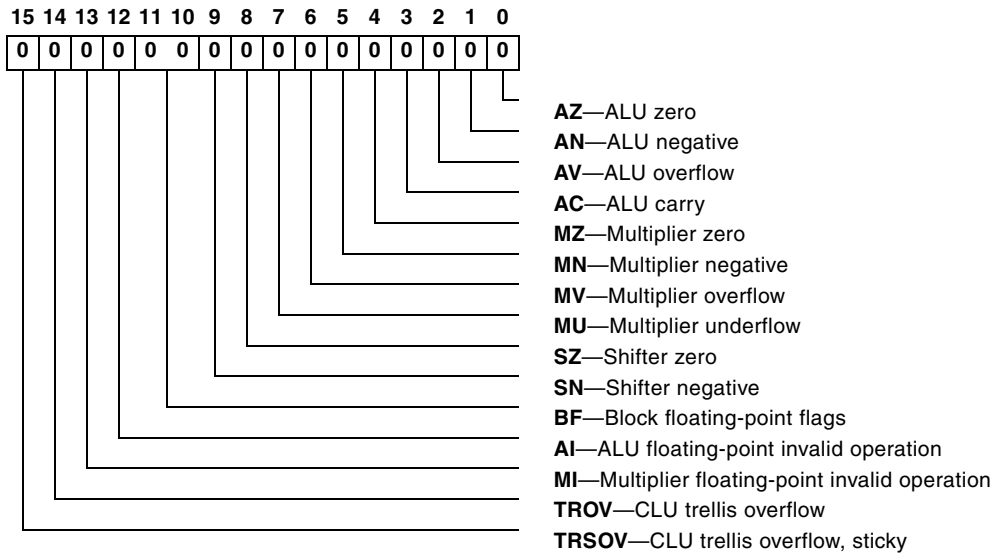 15 14 13 12 11 10 9 8 7 6 5 4 3 2 1 0
0 0 0 0 0 0 0 0 0 0 0 0 0 0 0 0
AZ—ALU zero
AN—ALU negative
AV—ALU overflow
AC—ALU carry
MZ—Multiplier zero
MN—Multiplier negative
MV—Multiplier overflow
MU—Multiplier underflow
SZ—Shifter zero
SN—Shifter negative
BF—Block floating-point flags
AI—ALU floating-point invalid operation
MI—Multiplier floating-point invalid operation
TROV—CLU trellis overflow
TRSOV—CLU trellis overflow, sticky